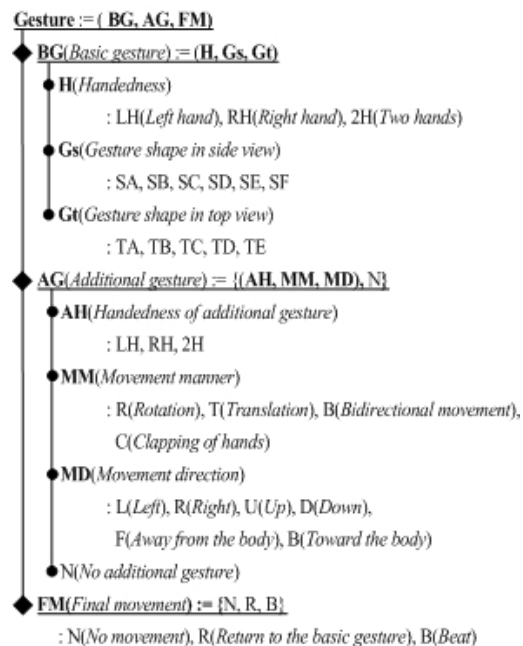 Gesture := ( BG, AG, FM)
BG(Basic gesture) := (H, Gs, Gt)
H(Handedness)
: LH(Left hand), RH(Right hand), 2H(Two hands)
Gs(Gesture shape in side view)
: SA, SB, SC, SD, SE, SF
Gt(Gesture shape in top view)
: TA, TB, TC, TD, TE
AG(Additional gesture) := {(AH, MM, MD), N}
AH(Handedness of additional gesture)
: LH, RH, 2H
MM(Movement manner)
: R(Rotation), T(Translation), B(Bidirectional movement),
C(Clapping of hands)
MD(Movement direction)
: L(Left), R(Right), U(Up), D(Down),
F(Away from the body), B(Toward the body)
N(No additional gesture)
FM(Final movement) := {N, R, B}
: N(No movement), R(Return to the basic gesture), B(Beat)